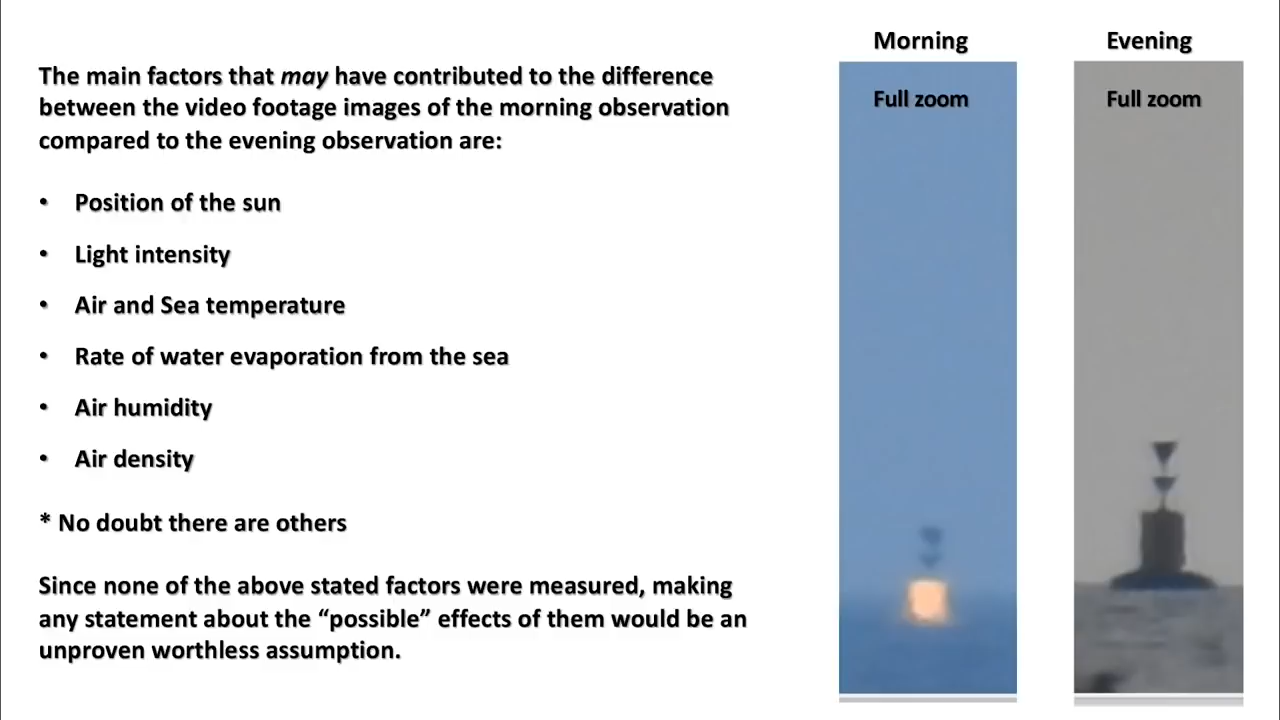 Morning
Evening
The main factors that may have contributed to the difference
between the video footage images of the morning observation
compared to the evening observation are:
Full zoom
Full zoom
• Position of the sun
• Light intensity
• Air and Sea temperature
• Rate of water evaporation from the sea
• Air humidity
• Air density
* No doubt there are others
Since none of the above stated factors were measured, making
any statement about the “possible” effects of them would be an
unproven worthless assumption.